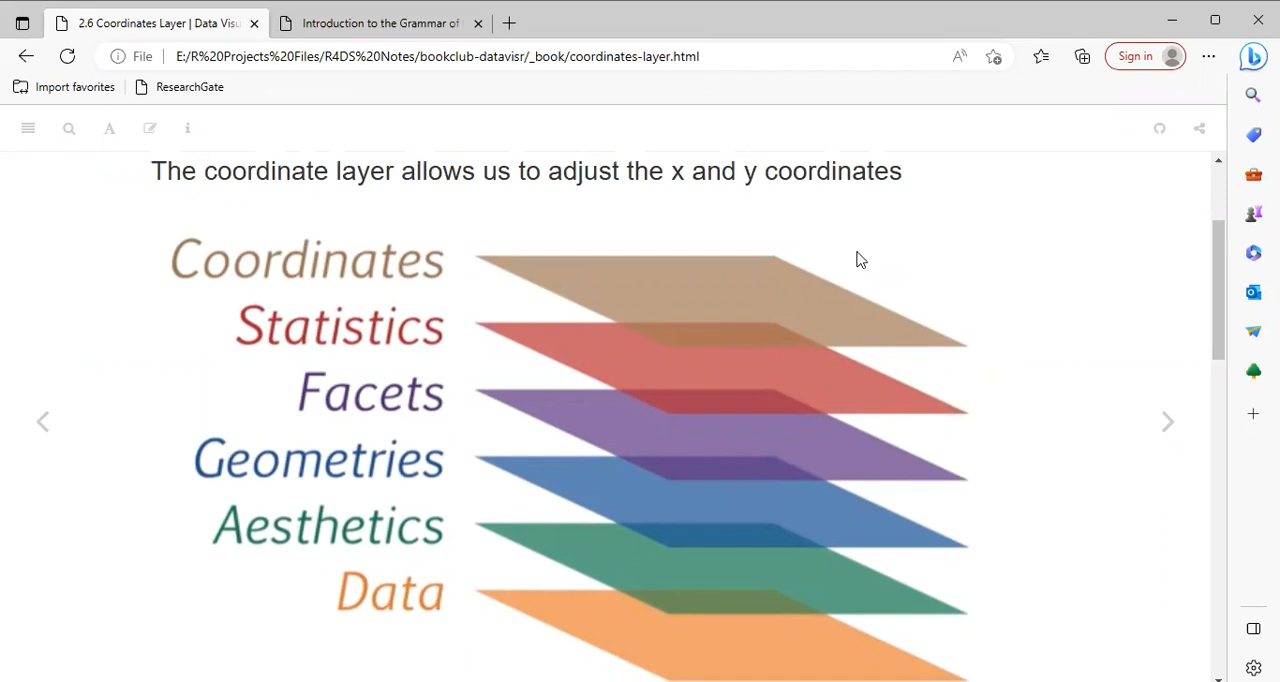 2.6 Coordinates Layer | Data Visu
Introduction to the Grammar of
File
E:/R%20Projects%20Files/R4DS%20Notes/bookclub-datavisr/_book/coordinates-layer.html
Sign in
Import favorites
ResearchGate
The coordinate layer allows us to adjust the x and y coordinates
Coordinates
Statistics
Facets
Geometries
Aesthetics
Data